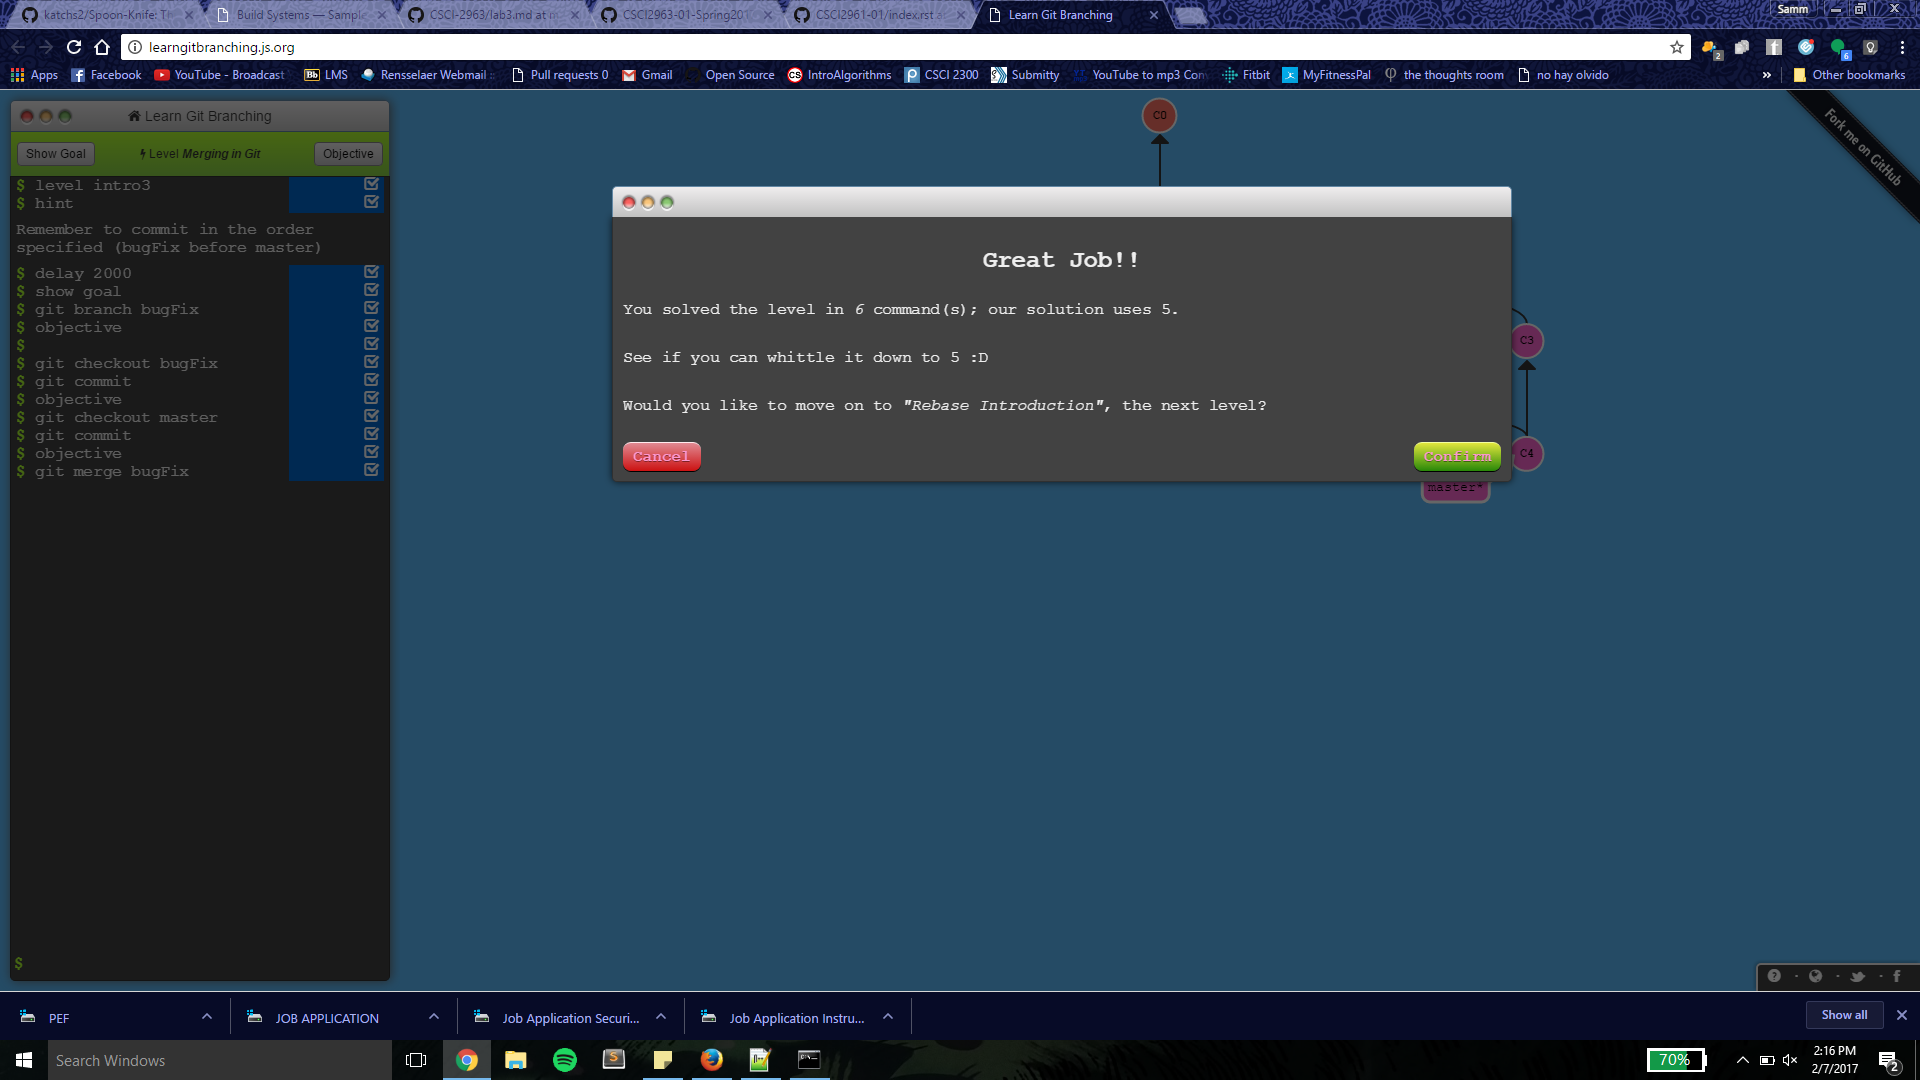 katchs2/Spoon-Knife: T
Build Systems — Sampl
CSCI-2963/lab3.md at
CSCI2963-01-Spring201
CSCI2961-01/index.rst a
Learn Git Branching
Samm
learngitbranching.js.org
2
6
Apps
Facebook
YouTube - Broadcast
Bb LMS
Rensselaer Webmail :
Pull requests 0
Gmail
Open Source
CS IntroAlgorithms
CSCI 2300
Submitty
YT YouTube to mp3 Con
Fitbit
MyFitnessPal
φ the thoughts room
no hay olvido
»
Other bookmarks
Learn Git Branching
Show Goal
Level Merging in Git
Objective
$ level intro3
$ hint
Remember to commit in the order
specified (bugFix before master)
$ delay 2000
$ show goal
$ git branch bugFix
$ objective
$
$ git checkout bugFix
$ git commit
$ objective
$ git checkout master
$ git commit
$ objective
$ git merge bugFix
$
C0
Fork me on GitHub
Great Job!!
You solved the level in 6 command(s); our solution uses 5.
See if you can whittle it down to 5 :D
Would you like to move on to "Rebase Introduction", the next level?
Cancel
Confirm
C3
C4
master*
PEF
JOB APPLICATION
Job Application Securi...
Job Application Instru...
Show all
Search Windows
70%
2:16 PM
2/7/2017
2